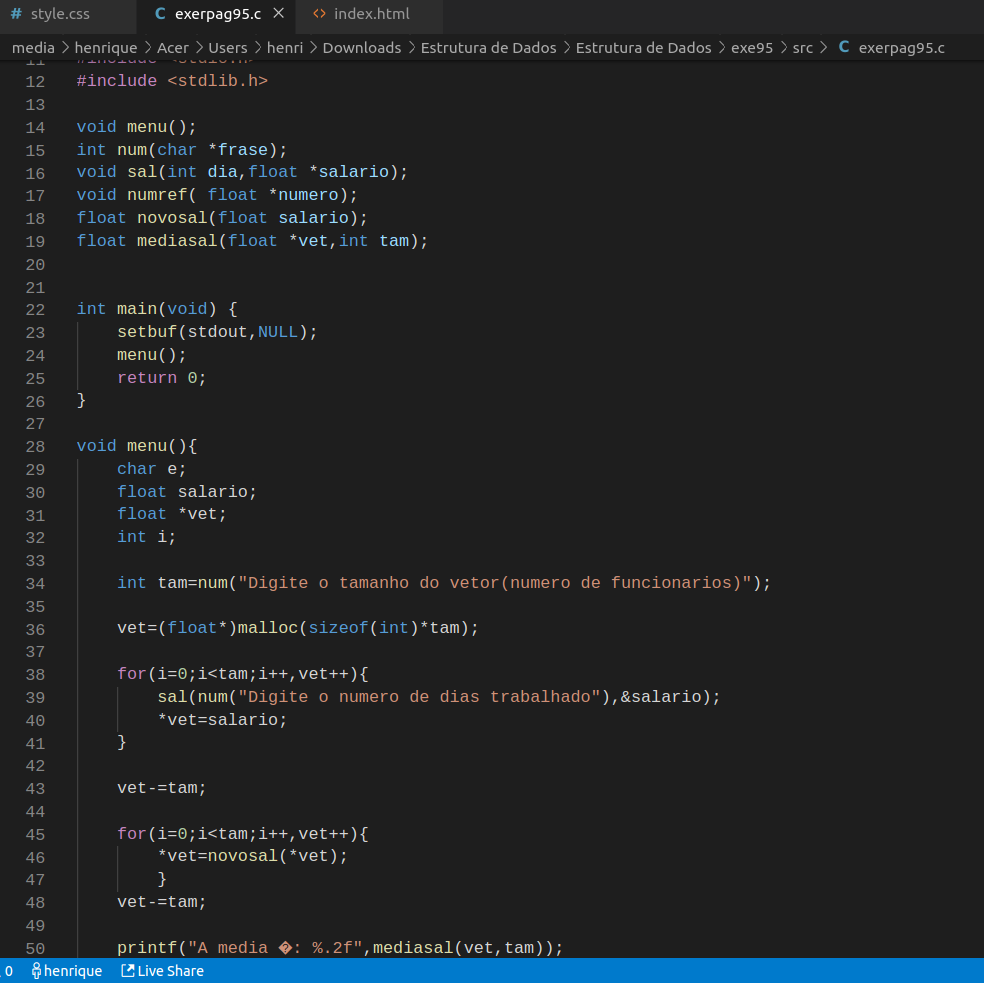 # style.css C exerpag95.c × <> index.html
media > henrique > Acer > Users > henri > Downloads > Estrutura de Dados > Estrutura de Dados > exe95 > src > C exerpag95.c
11 #include <stdio.h>
12 #include <stdlib.h>
13
14 void menu();
15 int num(char *frase);
16 void sal(int dia,float *salario);
17 void numref( float *numero);
18 float novosal(float salario);
19 float mediasal(float *vet,int tam);
20
21
22 int main(void) {
23 setbuf(stdout,NULL);
24 menu();
25 return 0;
26 }
27
28 void menu(){
29 char e;
30 float salario;
31 float *vet;
32 int i;
33
34 int tam=num("Digite o tamanho do vetor(numero de funcionarios)");
35
36 vet=(float*)malloc(sizeof(int)*tam);
37
38 for(i=0;i<tam;i++,vet++){
39 sal(num("Digite o numero de dias trabalhado"),&salario);
40 *vet=salario;
41 }
42
43 vet-=tam;
44
45 for(i=0;i<tam;i++,vet++){
46 *vet=novosal(*vet);
47 }
48 vet-=tam;
49
50 printf("A media �: %.2f",mediasal(vet,tam));
0 henrique Live Share